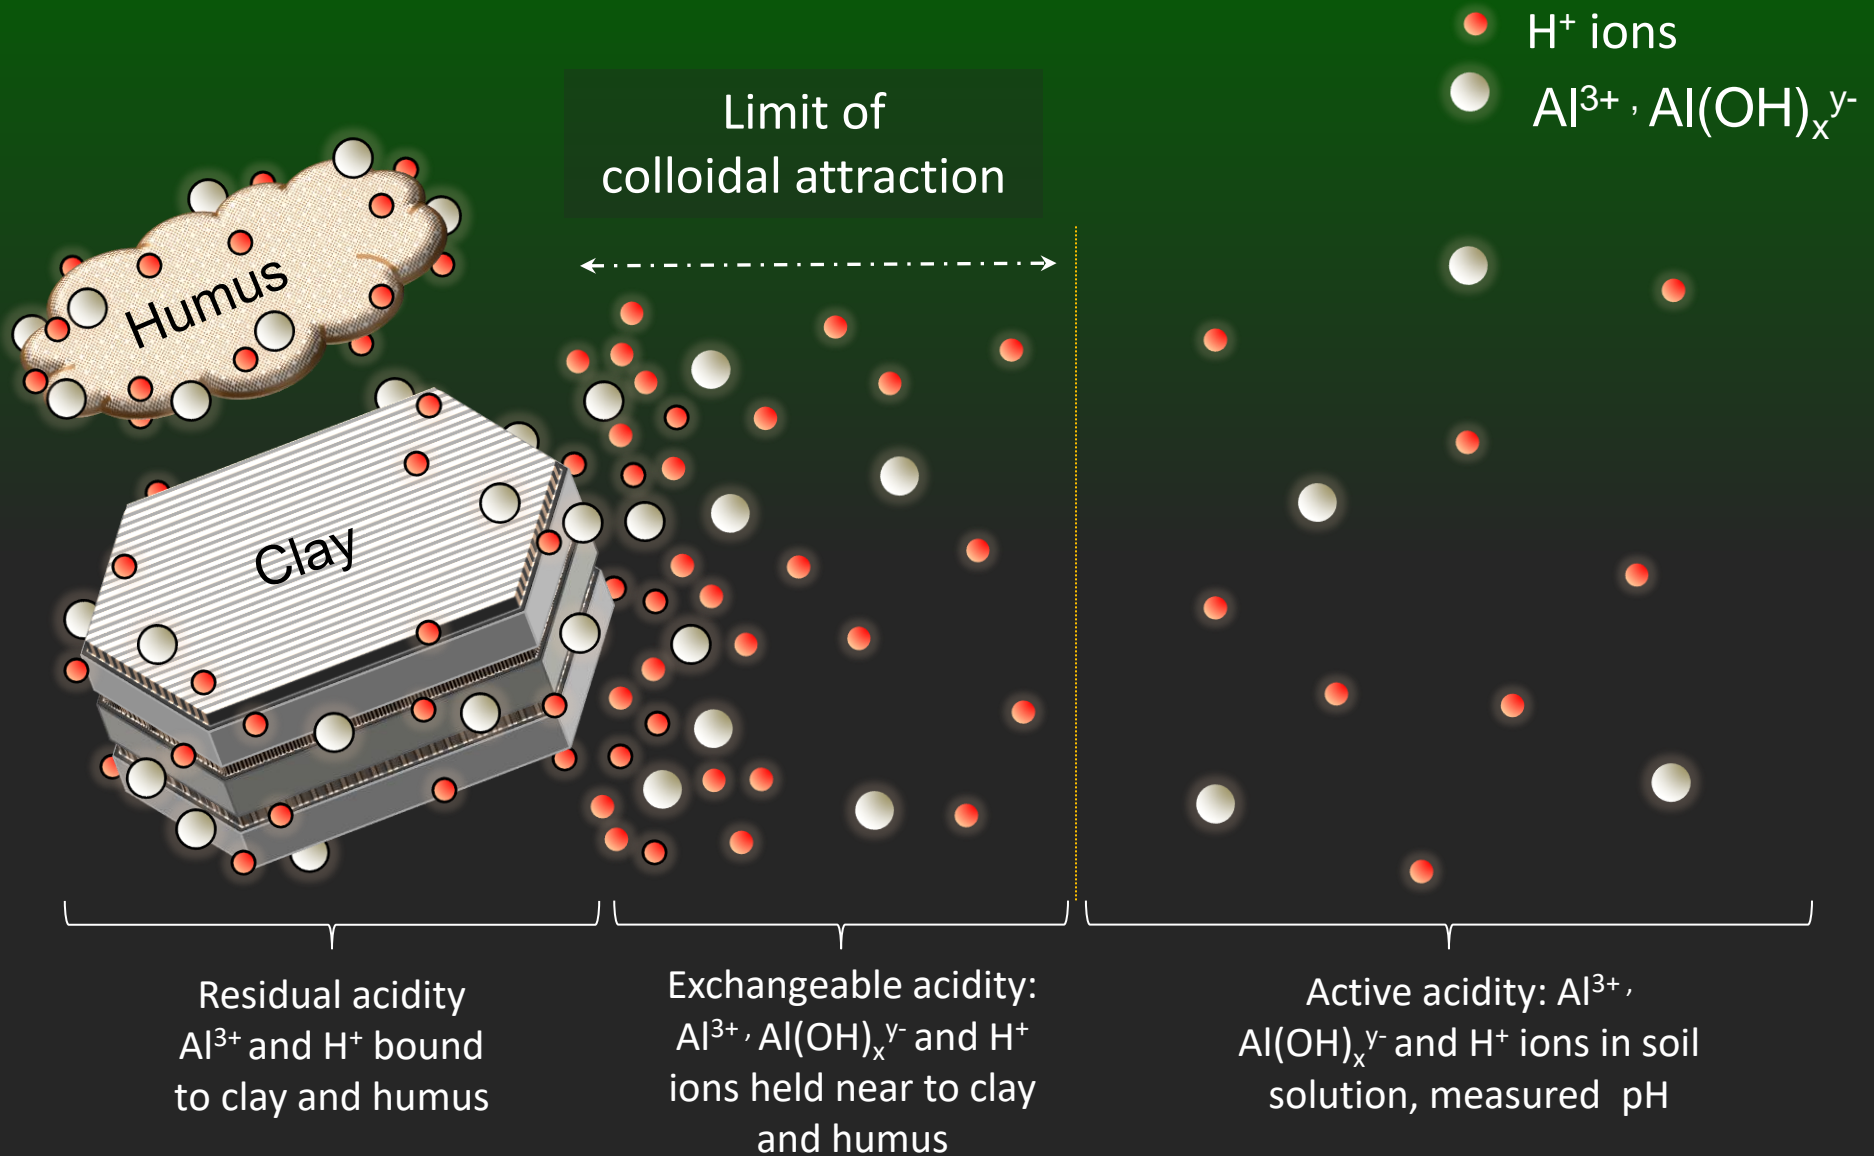 H⁺ ions
Al³⁺ , Al(OH)ₓʸ⁻
Limit of
colloidal attraction
Humus
Clay
Residual acidity
Al³⁺ and H⁺ bound
to clay and humus
Exchangeable acidity:
Al³⁺ , Al(OH)ₓʸ⁻ and H⁺
ions held near to clay
and humus
Active acidity: Al³⁺ ,
Al(OH)ₓʸ⁻ and H⁺ ions in soil
solution, measured pH